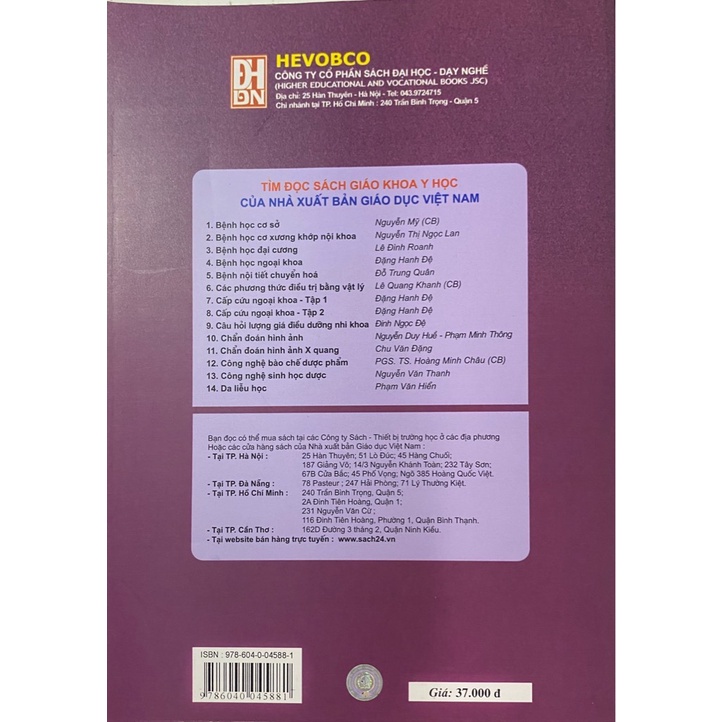 ĐH
DN
HEVOBCO
CÔNG TY CỔ PHẦN SÁCH ĐẠI HỌC - DẠY NGHỀ
(HIGHER EDUCATIONAL AND VOCATIONAL BOOKS JSC)
Địa chỉ: 25 Hàn Thuyên - Hà Nội - Tel: 043.9724715
Chi nhánh tại TP. Hồ Chí Minh : 240 Trần Bình Trọng - Quận 5
TÌM ĐỌC SÁCH GIÁO KHOA Y HỌC
CỦA NHÀ XUẤT BẢN GIÁO DỤC VIỆT NAM
1. Bệnh học cơ sở Nguyễn Mỹ (CB)
2. Bệnh học cơ xương khớp nội khoa Nguyễn Thị Ngọc Lan
3. Bệnh học đại cương Lê Đình Roanh
4. Bệnh học ngoại khoa Đặng Hanh Đệ
5. Bệnh nội tiết chuyển hoá Đỗ Trung Quân
6. Các phương thức điều trị bằng vật lý Lê Quang Khanh (CB)
7. Cấp cứu ngoại khoa - Tập 1 Đặng Hanh Đệ
8. Cấp cứu ngoại khoa - Tập 2 Đặng Hanh Đệ
9. Câu hỏi lượng giá điều dưỡng nhi khoa Đinh Ngọc Đệ
10. Chẩn đoán hình ảnh Nguyễn Duy Huề - Phạm Minh Thông
11. Chẩn đoán hình ảnh X quang Chu Văn Đặng
12. Công nghệ bào chế dược phẩm PGS. TS. Hoàng Minh Châu (CB)
13. Công nghệ sinh học dược Nguyễn Văn Thanh
14. Da liễu học Phạm Văn Hiển
Bạn đọc có thể mua sách tại các Công ty Sách - Thiết bị trường học ở các địa phương
Hoặc các cửa hàng sách của Nhà xuất bản Giáo dục Việt Nam :
- Tại TP. Hà Nội : 25 Hàn Thuyên; 51 Lò Đúc; 45 Hàng Chuối;
187 Giảng Võ; 14/3 Nguyễn Khánh Toàn; 232 Tây Sơn;
67B Cửa Bắc; 45 Phố Vọng; Ngõ 385 Hoàng Quốc Việt.
- Tại TP. Đà Nẵng : 78 Pasteur ; 247 Hải Phòng; 71 Lý Thường Kiệt.
- Tại TP. Hồ Chí Minh : 240 Trần Bình Trọng, Quận 5;
2A Đinh Tiên Hoàng, Quận 1;
231 Nguyễn Văn Cừ ;
116 Đinh Tiên Hoàng, Phường 1, Quận Bình Thạnh.
- Tại TP. Cần Thơ : 162D Đường 3 tháng 2, Quận Ninh Kiều.
- Tại website bán hàng trực tuyến : www.sach24.vn
ISBN : 978-604-0-04588-1
9 786040 045881
Giá: 37.000 đ